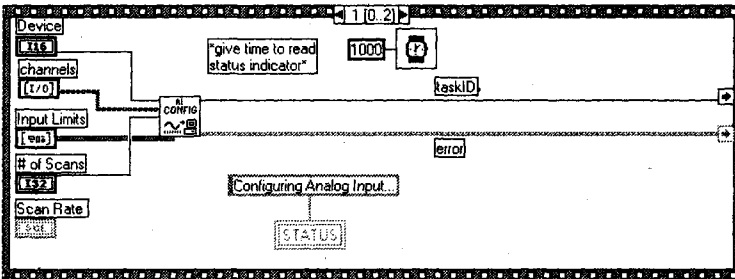 1 [0..2]
Device
I16
"give time to read
status indicator"
1000
channels
[I/O]
taskID
AI
CONFIG
Input Limits
error
# of Scans
I32
Configuring Analog Input...
Scan Rate
SGL
STATUS